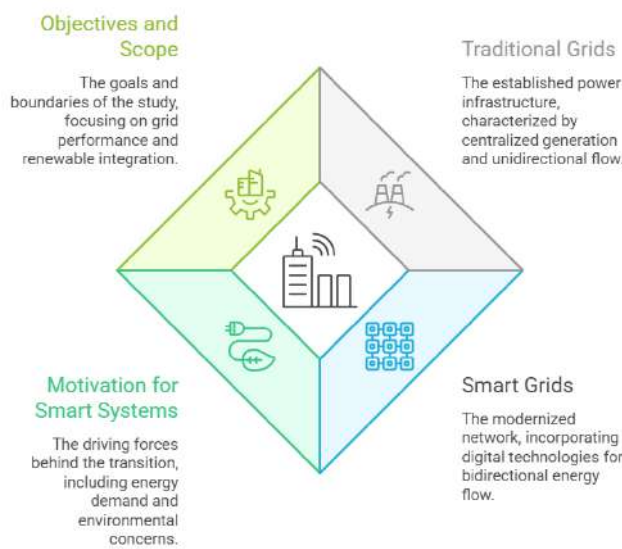 Objectives and
Scope
The goals and
boundaries of the study,
focusing on grid
performance and
renewable integration.
Traditional Grids
The established power
infrastructure,
characterized by
centralized generation
and unidirectional flow.
Motivation for
Smart Systems
The driving forces
behind the transition,
including energy
demand and
environmental
concerns.
Smart Grids
The modernized
network, incorporating
digital technologies for
bidirectional energy
flow.